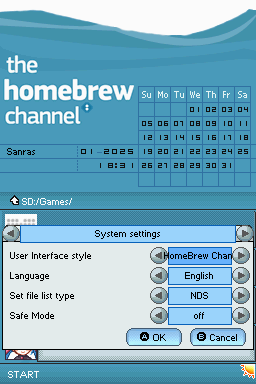 the
homebrew
channel
Su Mo Tu We Th Fr Sa
01 02 03 04
05 06 07 08 09 10 11
12 13 14 15 16 17 18
Sanras 01-2025 19 20 21 22 23 24 25
18:31 26 27 28 29 30 31
SD:/Games/
System settings
User Interface style HomeBrew Chan
Language English
Set file list type NDS
Safe Mode off
A OK B Cancel
START